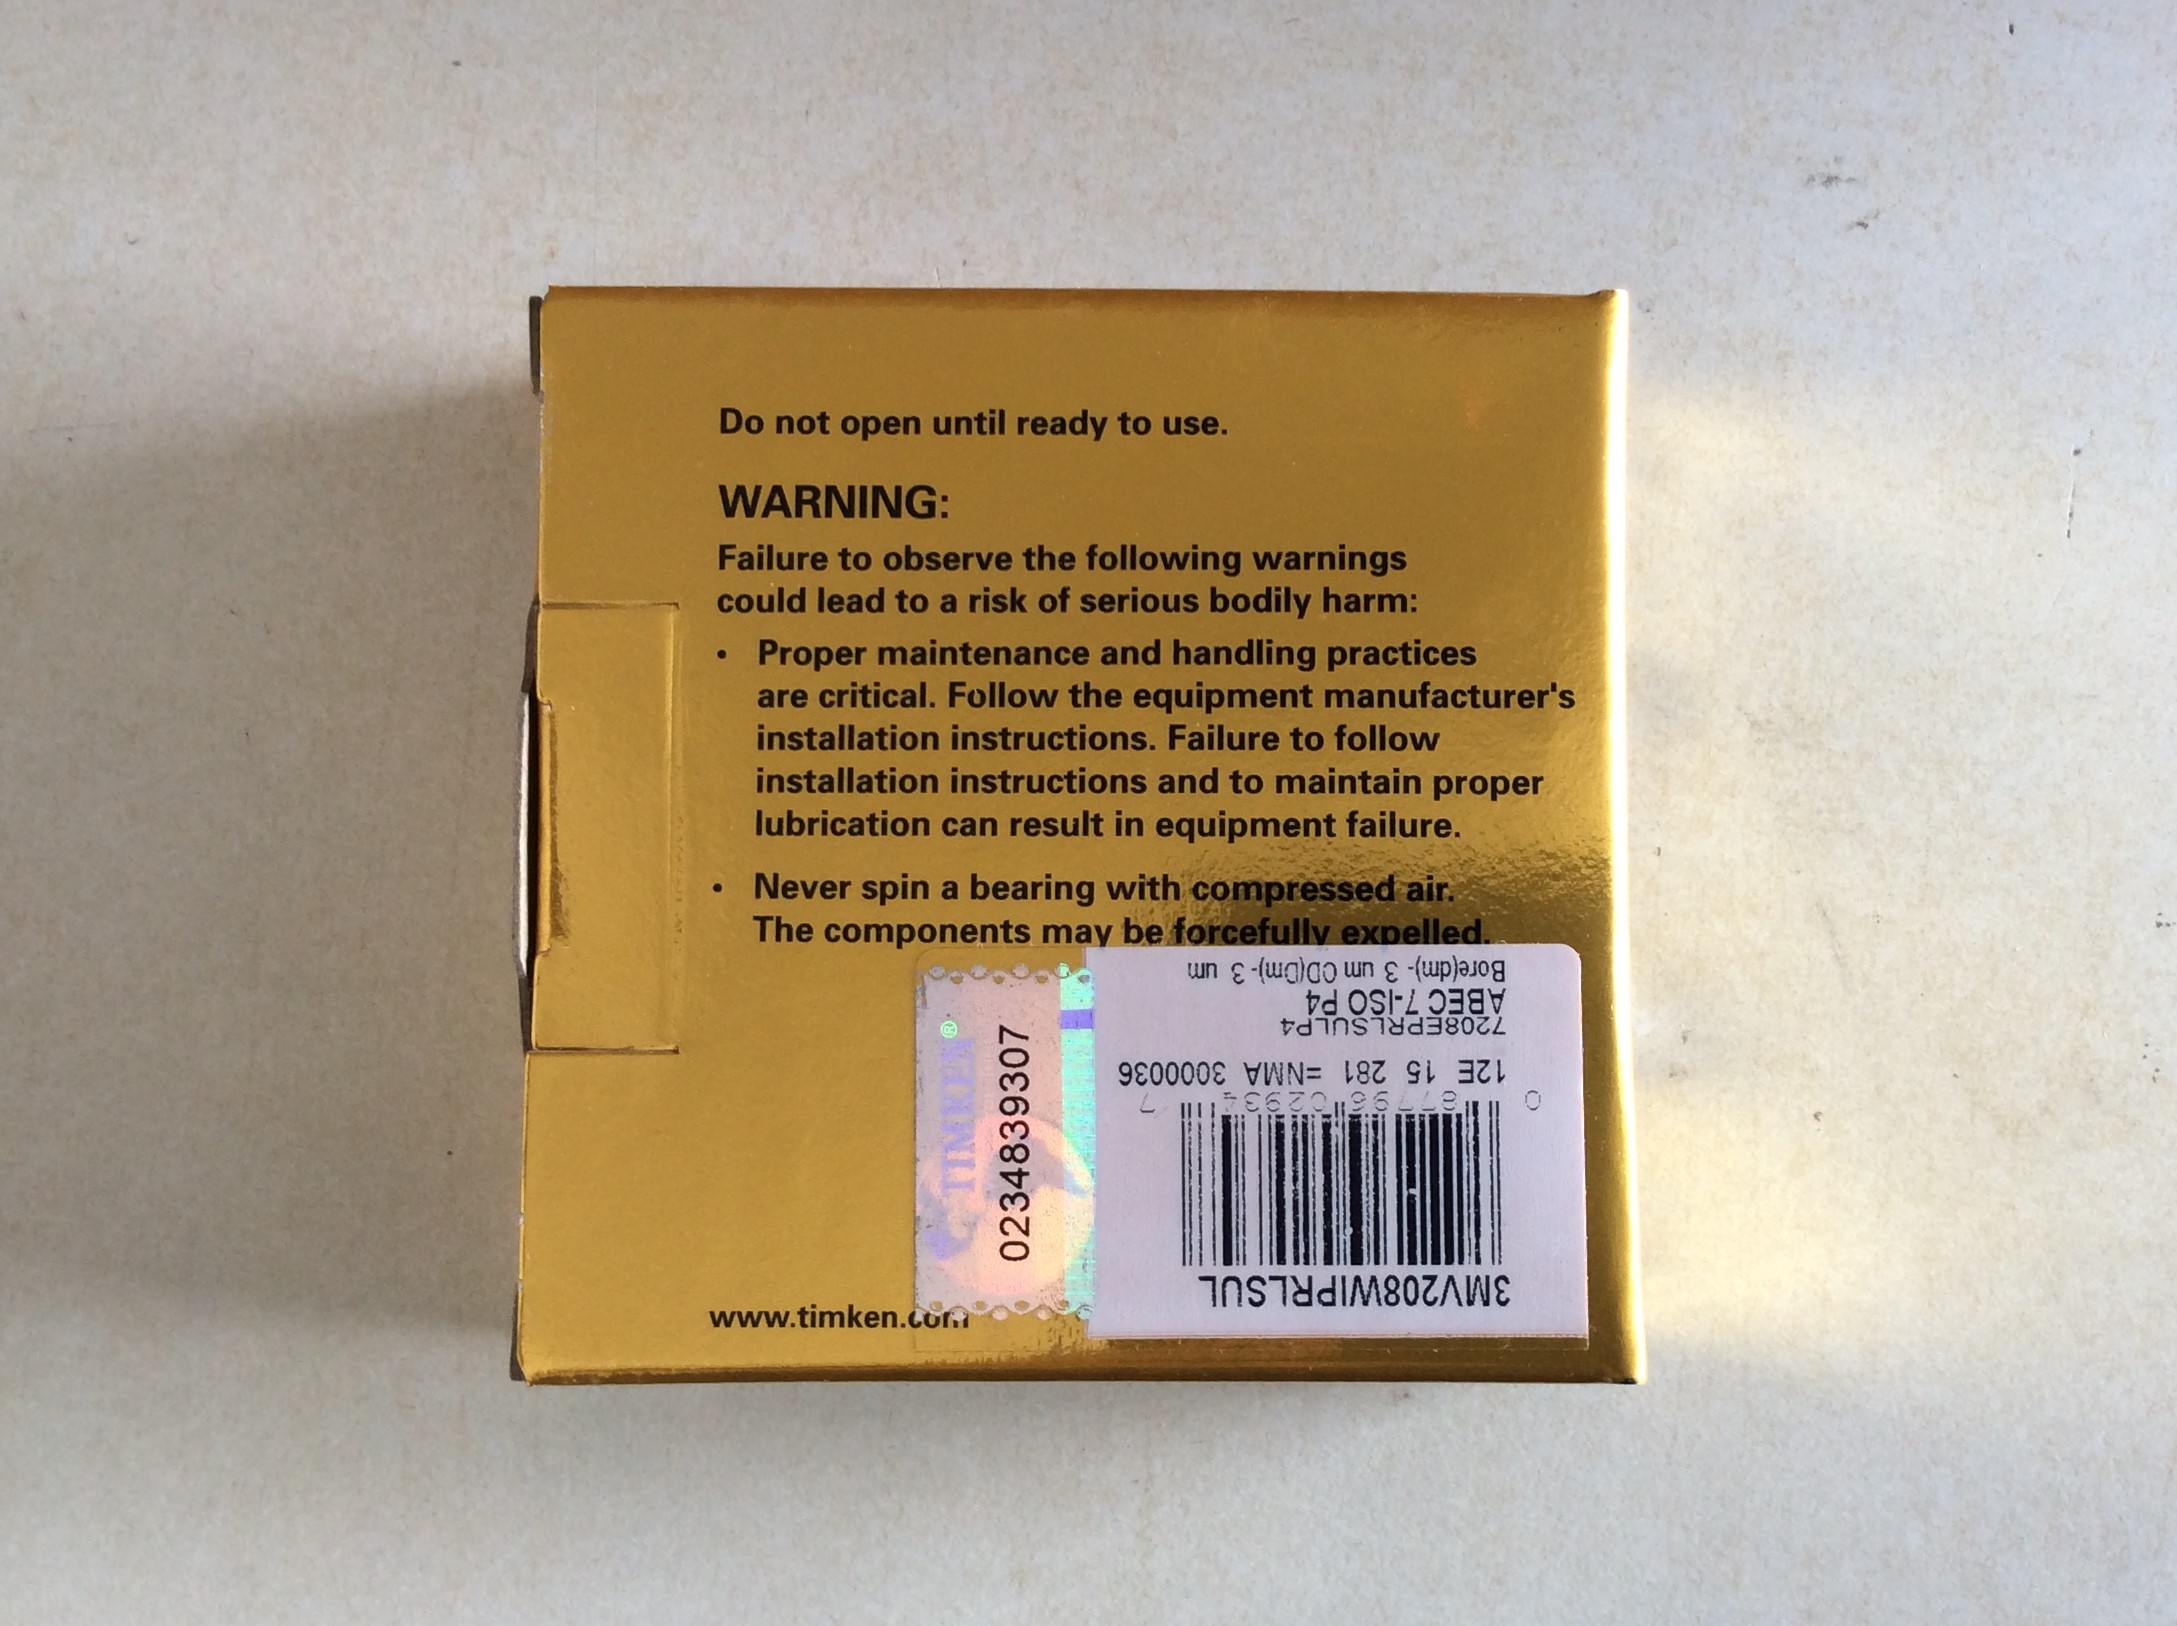 Do not open until ready to use.
WARNING:
Failure to observe the following warnings
could lead to a risk of serious bodily harm:
• Proper maintenance and handling practices
are critical. Follow the equipment manufacturer's
installation instructions. Failure to follow
installation instructions and to maintain proper
lubrication can result in equipment failure.
• Never spin a bearing with compressed air.
The components may be forcefully expelled.
www.timken.com
TIMKEN®
0234839307
3MV208WIPRLSUL
0 87796 02934 7
12E 15 281 =NMA 3000036
7208EPRLSULP4
ABEC 7-ISO P4
Bore(dm)- 3 um OD(Dm)- 3 um